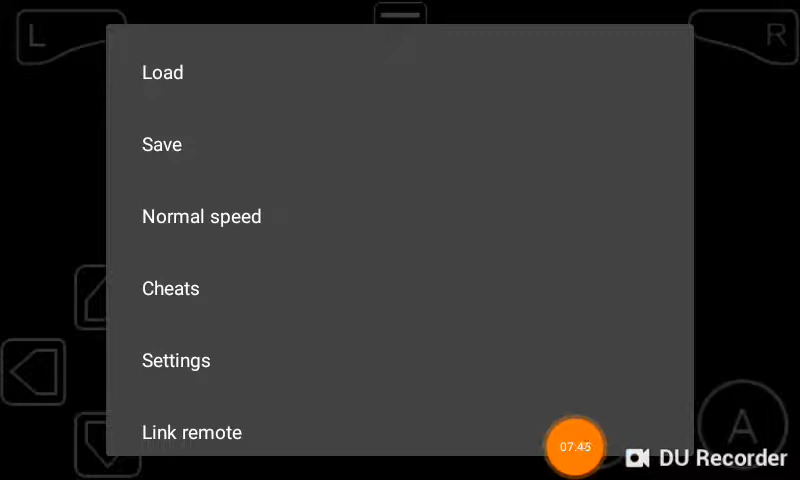 L
R
Load
Save
Normal speed
Cheats
Settings
Link remote
A
07:45
DU Recorder